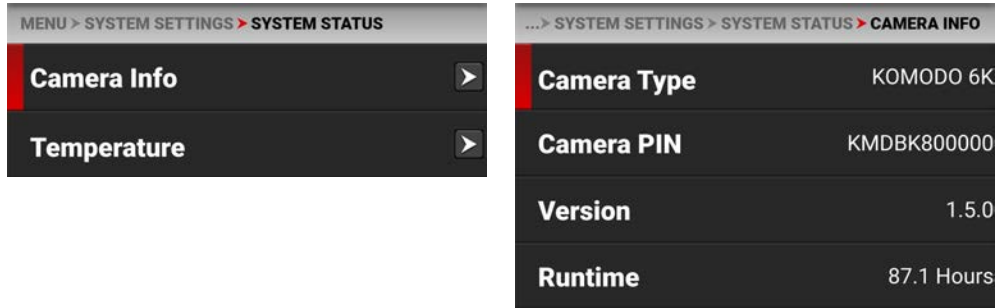 MENU > SYSTEM SETTINGS > SYSTEM STATUS
Camera Info
Temperature
...> SYSTEM SETTINGS > SYSTEM STATUS > CAMERA INFO
Camera Type KOMODO 6K
Camera PIN KMDBK800000
Version 1.5.0
Runtime 87.1 Hours